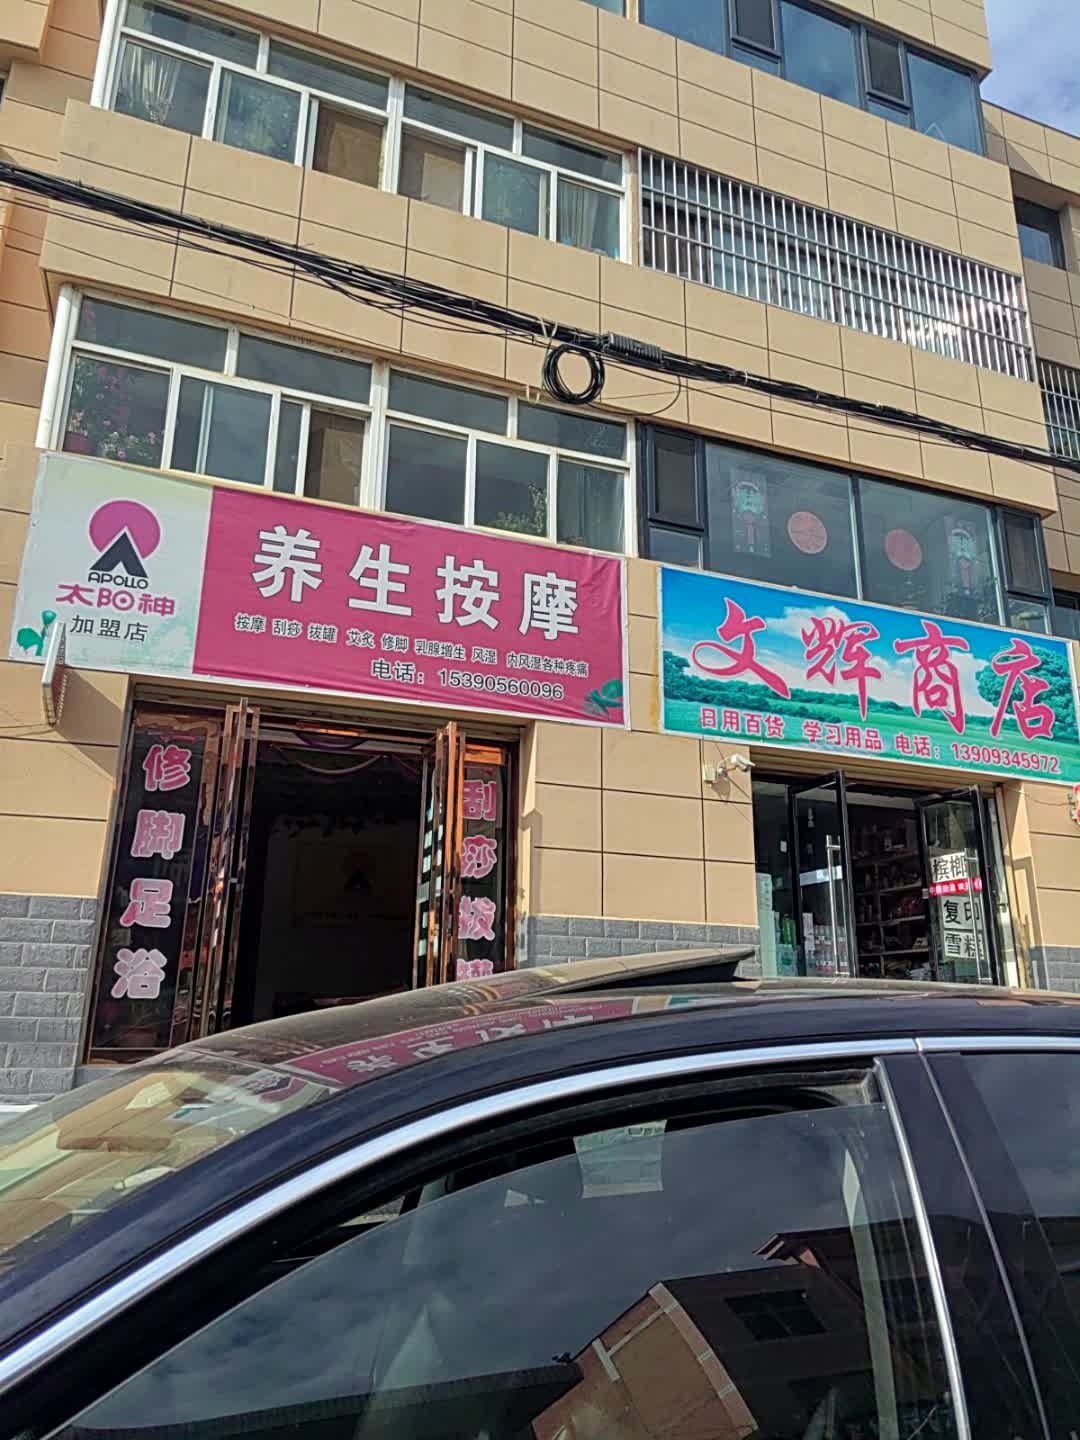 APOLLO
太阳神
加盟店
养生按摩
按摩 刮痧 拔罐 艾灸 修脚 乳腺增生 风湿 内风湿各种疼痛
电话：15390560096
文辉商店
日用百货 学习用品 电话：13909345972
修脚足浴
刮痧拔罐
槟榔
复印
雪糕